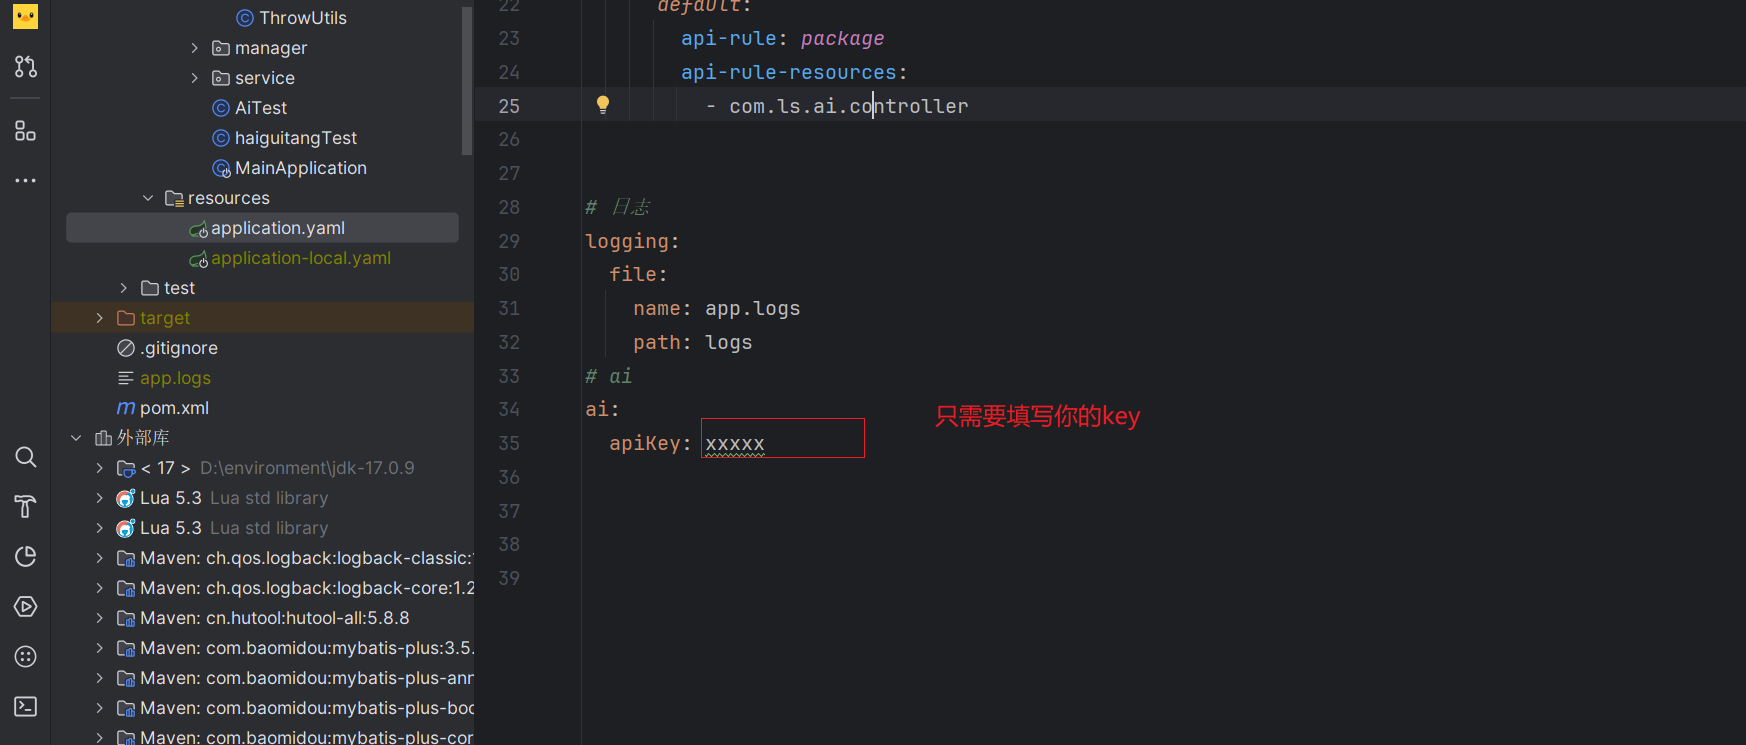 ThrowUtils
manager
service
AiTest
haiguitangTest
MainApplication
resources
application.yaml
application-local.yaml
test
target
.gitignore
app.logs
pom.xml
外部库
< 17 > D:\environment\jdk-17.0.9
Lua 5.3 Lua std library
Lua 5.3 Lua std library
Maven: ch.qos.logback:logback-classic:
Maven: ch.qos.logback:logback-core:1.2
Maven: cn.hutool:hutool-all:5.8.8
Maven: com.baomidou:mybatis-plus:3.5.
Maven: com.baomidou:mybatis-plus-anr
Maven: com.baomidou:mybatis-plus-boo
Maven: com.baomidou:mybatis-plus-cor
22 default:
23 api-rule: package
24 api-rule-resources:
25 - com.ls.ai.controller
26
27
28 # 日志
29 logging:
30 file:
31 name: app.logs
32 path: logs
33 # ai
34 ai:
35 apiKey: xxxxx
36
37
38
39
只需要填写你的key